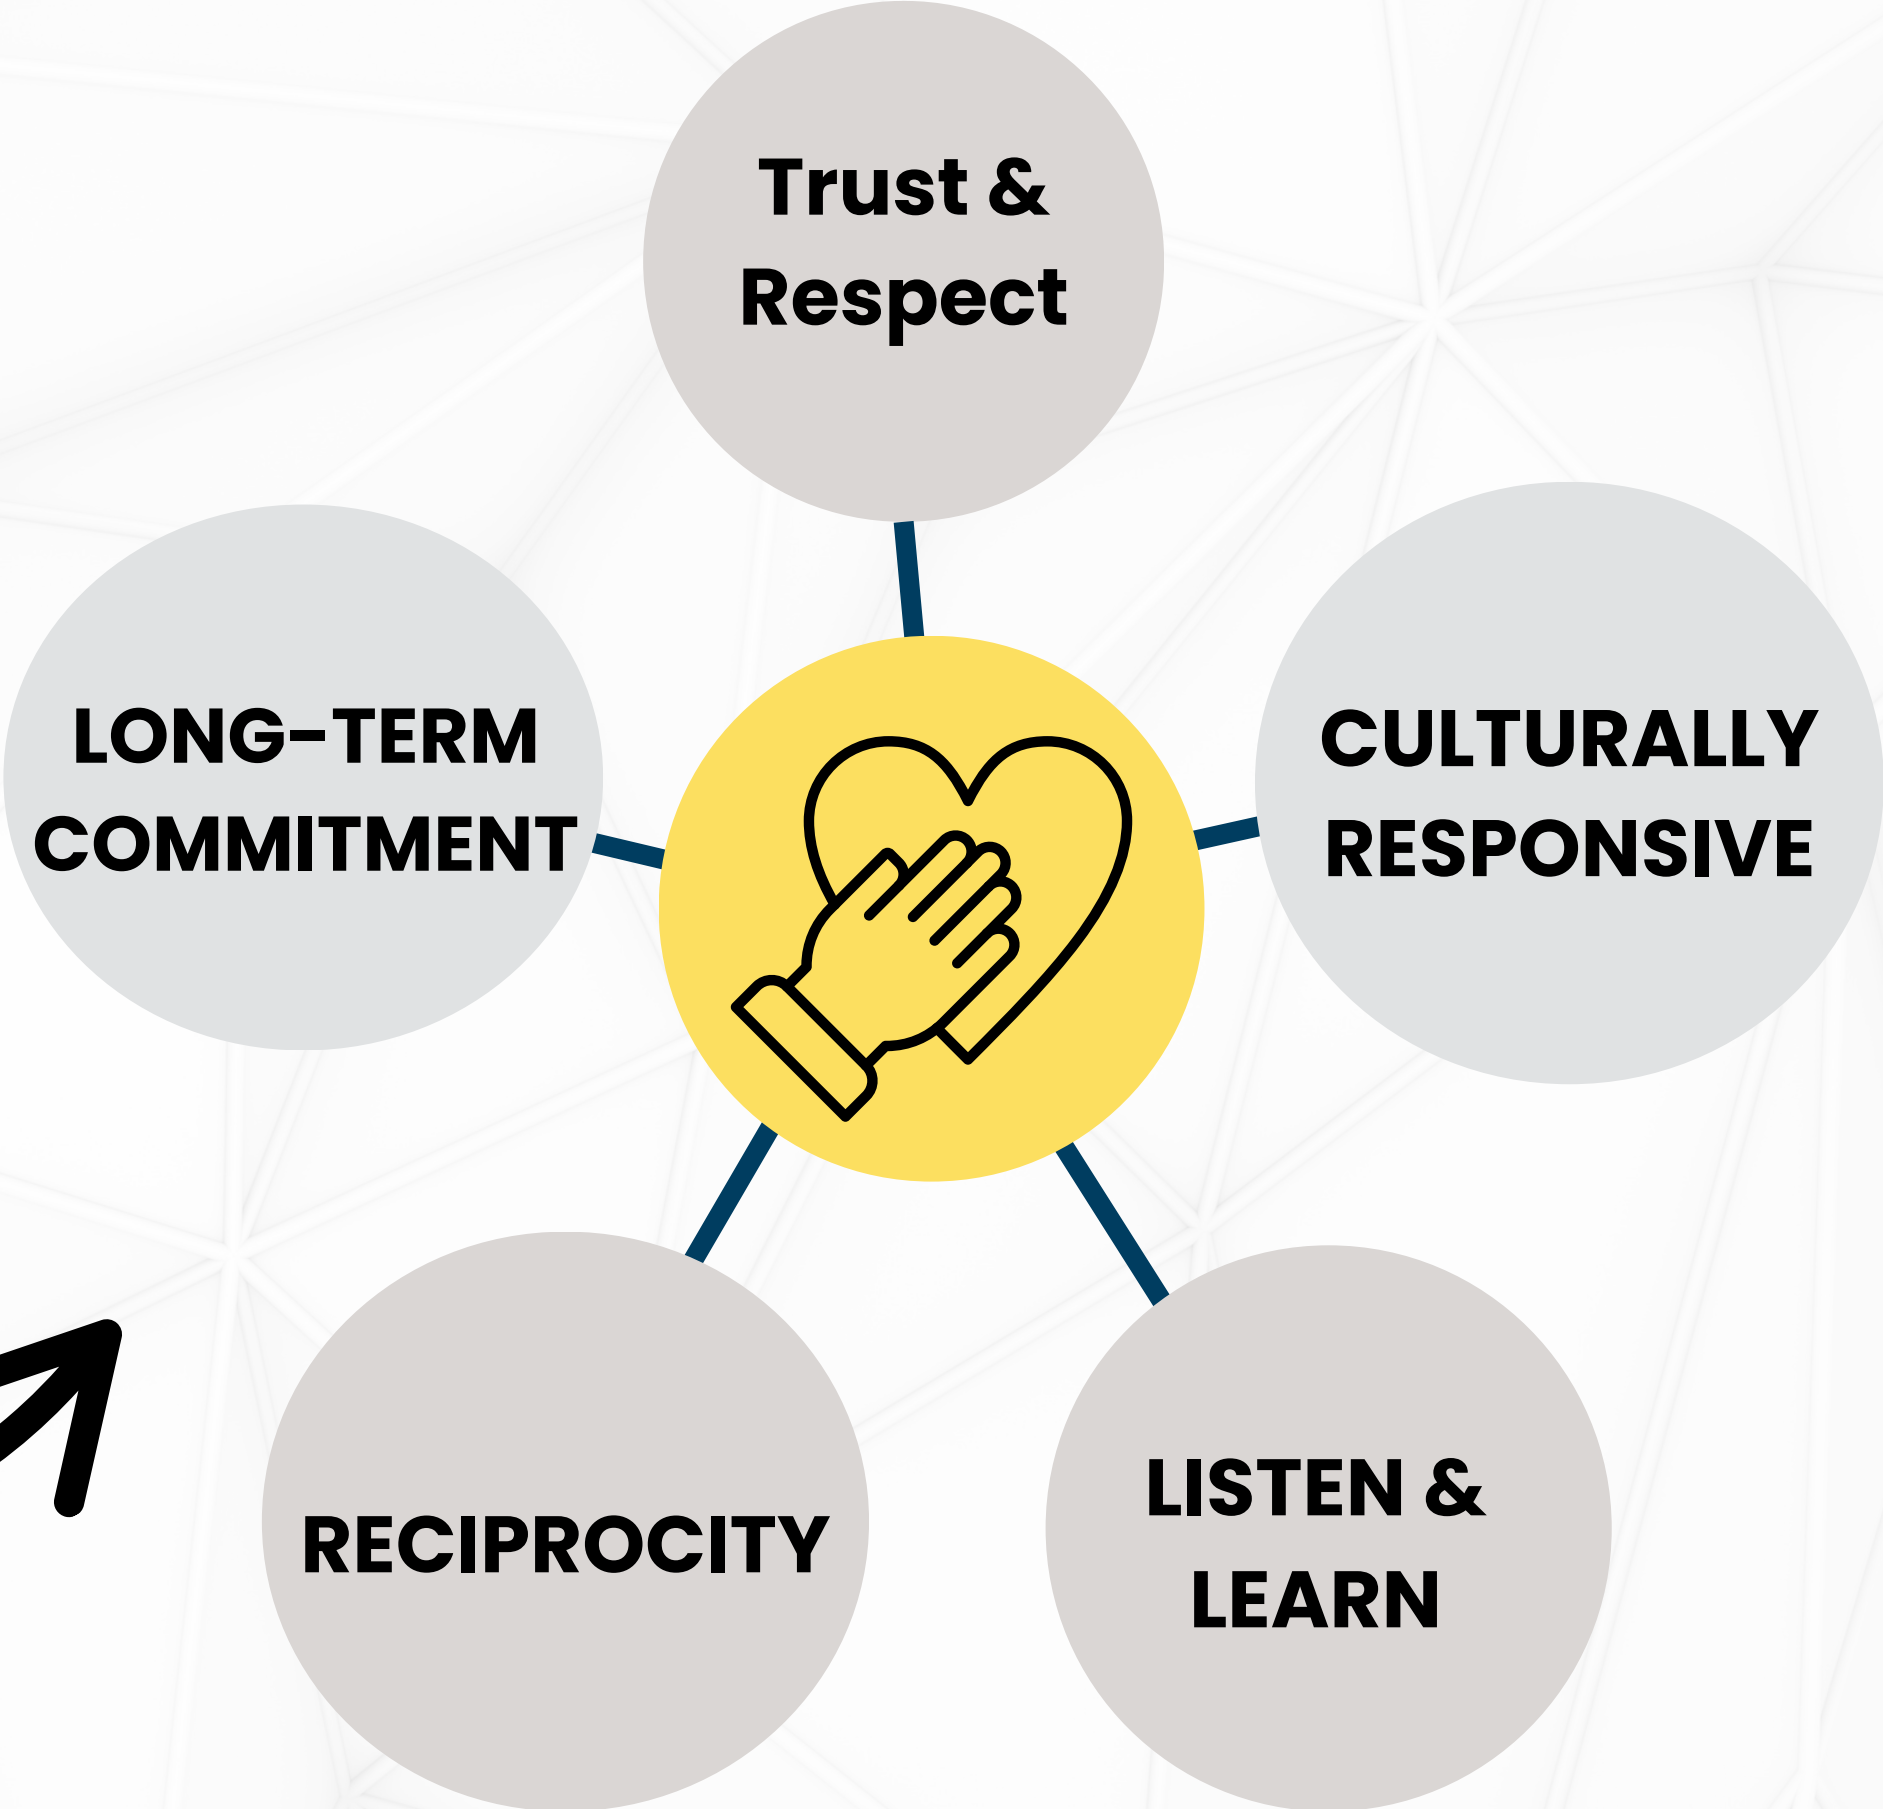 Trust &
Respect
LONG-TERM
COMMITMENT
CULTURALLY
RESPONSIVE
RECIPROCITY
LISTEN &
LEARN